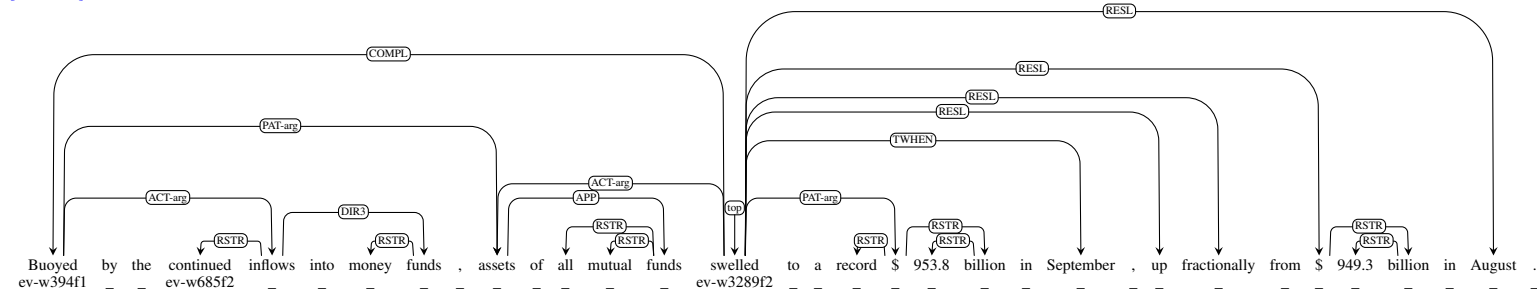 RESL
COMPL
RESL
RESL
RESL
PAT-arg
TWHEN
ACT-arg
ACT-arg APP PAT-arg
top
DIR3
RSTR RSTR
RSTR RSTR RSTR RSTR RSTR RSTR RSTR
Buoyed by the continued inflows into money funds , assets of all mutual funds swelled to a record $ 953.8 billion in September , up fractionally from $ 949.3 billion in August .
ev-w394f1 _ _ ev-w685f2 _ _ _ _ _ _ _ _ _ _ ev-w3289f2 _ _ _ _ _ _ _ _ _ _ _ _ _ _ _ _ _ _